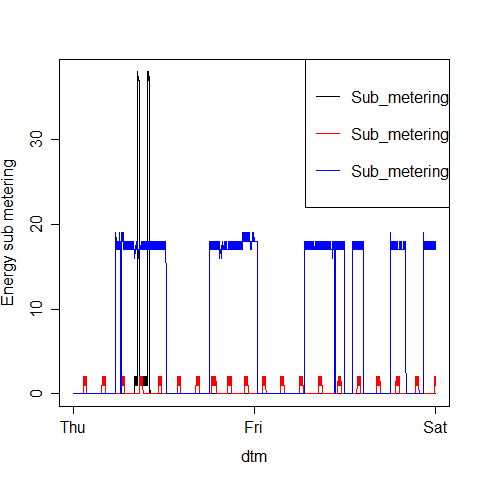 Sub_metering
Sub_metering
Sub_metering
Energy sub metering
30
20
10
0
Thu
Fri
Sat
dtm